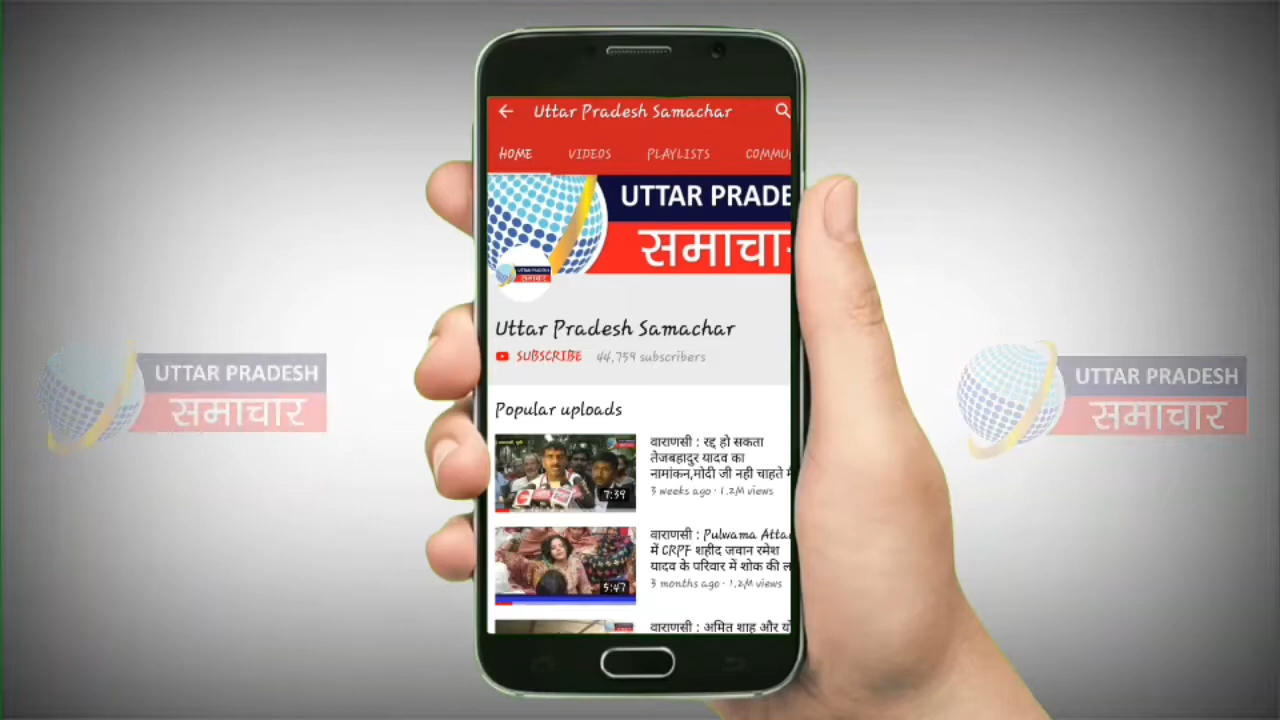 Uttar Pradesh Samachar
HOME VIDEOS PLAYLISTS COMMU
UTTAR PRADE
समाचार
UTTAR PRADESH
समाचार
Uttar Pradesh Samachar
SUBSCRIBE 44,759 subscribers
UTTAR PRADESH
समाचार
UTTAR PRADESH
समाचार
Popular uploads
वाराणसी : रद्द हो सकता
तेजबहादुर यादव का
नामांकन,मोदी जी नही चाहते
3 weeks ago · 1.2M views
7:39
वाराणसी : Pulwama Atta
में CRPF शहीद जवान रमेश
यादव के परिवार में शोक की
3 months ago · 1.2M views
5:47
वाराणसी : अमित शाह और